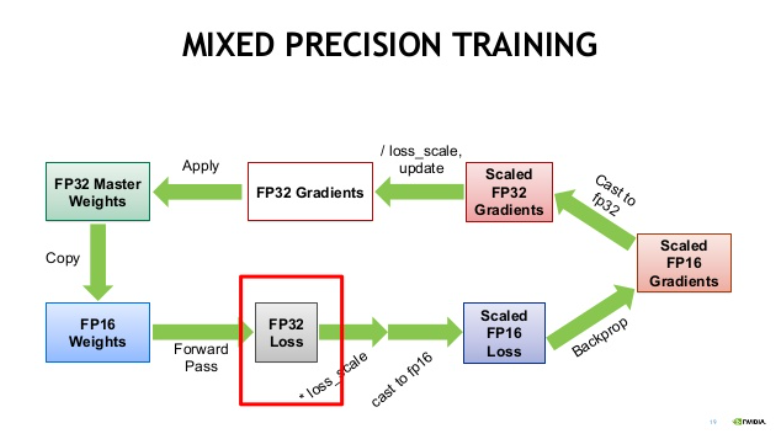 MIXED PRECISION TRAINING
/ loss_scale,
update
Apply
FP32 Master
Weights
FP32 Gradients
Scaled
FP32
Gradients
Cast to
fp32
Scaled
FP16
Gradients
Copy
FP16
Weights
Forward
Pass
FP32
Loss
* loss_scale
cast to fp16
Scaled
FP16
Loss
Backprop
NVIDIA.